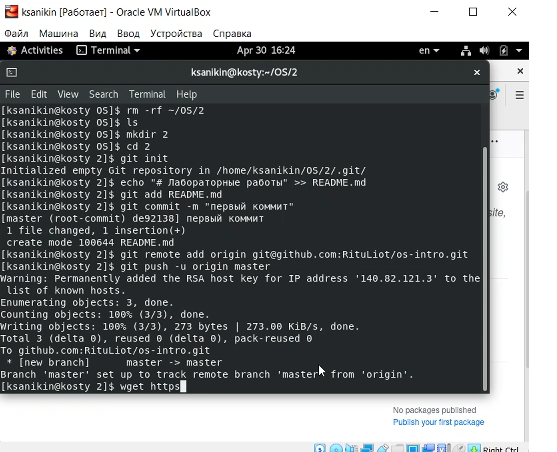 ksanikin [Работает] - Oracle VM VirtualBox
Файл Машина Вид Ввод Устройства Справка
Activities Terminal Apr 30 16:24 en
ksanikin@kosty:~/OS/2
File Edit View Search Terminal Help
[ksanikin@kosty OS]$ rm -rf ~/OS/2
[ksanikin@kosty OS]$ ls
[ksanikin@kosty OS]$ mkdir 2
[ksanikin@kosty OS]$ cd 2
[ksanikin@kosty 2]$ git init
Initialized empty Git repository in /home/ksanikin/OS/2/.git/
[ksanikin@kosty 2]$ echo "# Лабораторные работы" >> README.md
[ksanikin@kosty 2]$ git add README.md
[ksanikin@kosty 2]$ git commit -m "первый коммит"
[master (root-commit) de92138] первый коммит
1 file changed, 1 insertion(+)
create mode 100644 README.md
[ksanikin@kosty 2]$ git remote add origin git@github.com:RituLiot/os-intro.git
[ksanikin@kosty 2]$ git push -u origin master
Warning: Permanently added the RSA host key for IP address '140.82.121.3' to the
list of known hosts.
Enumerating objects: 3, done.
Counting objects: 100% (3/3), done.
Writing objects: 100% (3/3), 273 bytes | 273.00 KiB/s, done.
Total 3 (delta 0), reused 0 (delta 0), pack-reused 0
To github.com:RituLiot/os-intro.git
* [new branch] master -> master
Branch 'master' set up to track remote branch 'master' from 'origin'.
[ksanikin@kosty 2]$ wget https
site,
No packages published
Publish your first package
Right Ctrl